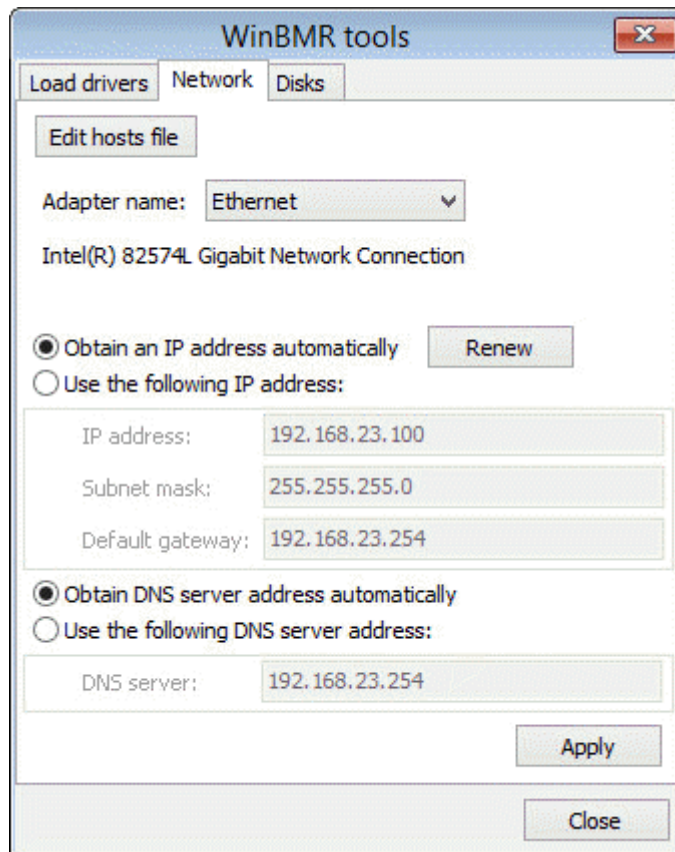 WinBMR tools
Load drivers Network Disks
Edit hosts file
Adapter name: Ethernet
Intel(R) 82574L Gigabit Network Connection
Obtain an IP address automatically Renew
Use the following IP address:
IP address: 192.168.23.100
Subnet mask: 255.255.255.0
Default gateway: 192.168.23.254
Obtain DNS server address automatically
Use the following DNS server address:
DNS server: 192.168.23.254
Apply
Close